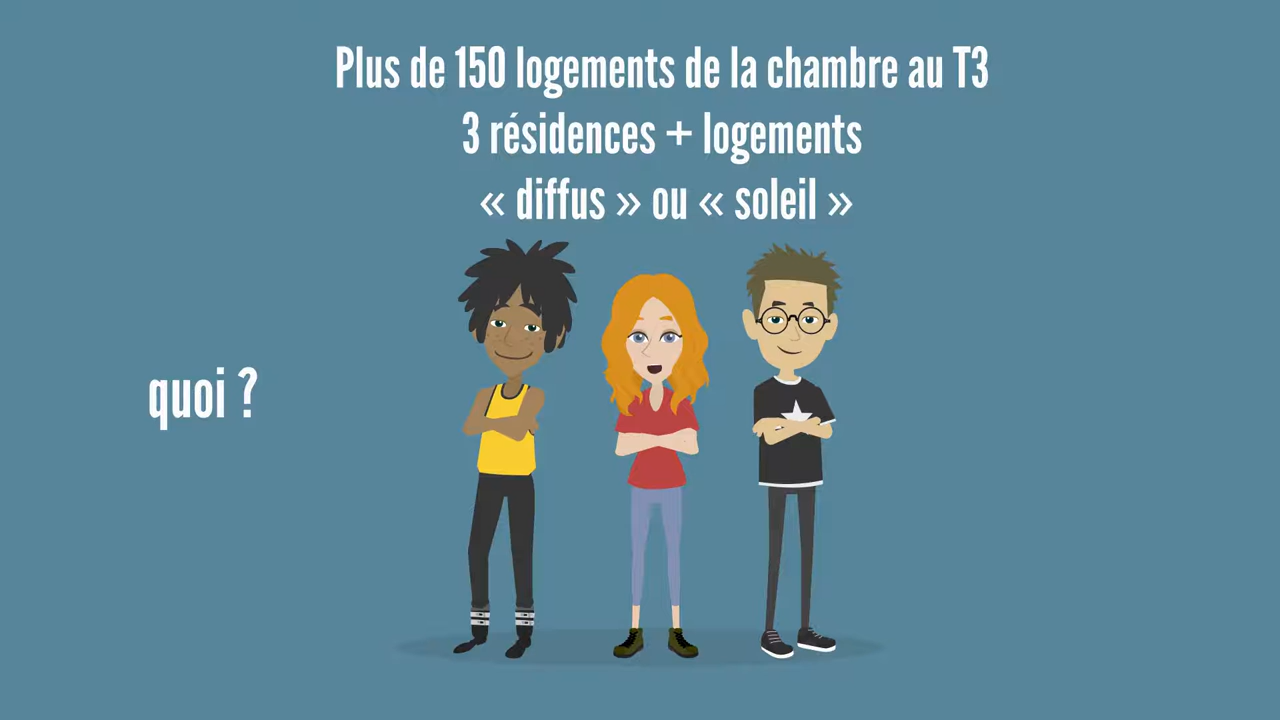 Plus de 150 logements de la chambre au T3
3 résidences + logements
« diffus » ou « soleil »
quoi ?